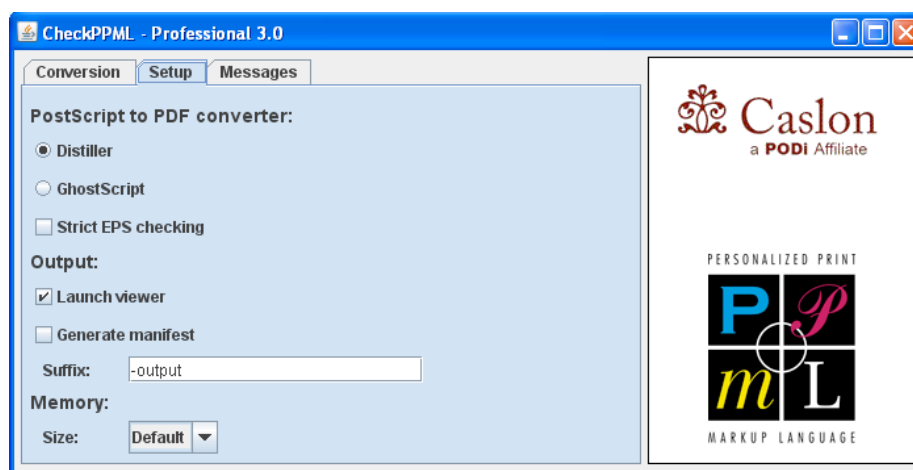 CheckPPML - Professional 3.0
Conversion
Setup
Messages
PostScript to PDF converter:
Distiller
GhostScript
Strict EPS checking
Output:
Launch viewer
Generate manifest
Suffix: -output
Memory:
Size: Default
Caslon
a PODi Affiliate
PERSONALIZED PRINT
P P
m L
MARKUP LANGUAGE